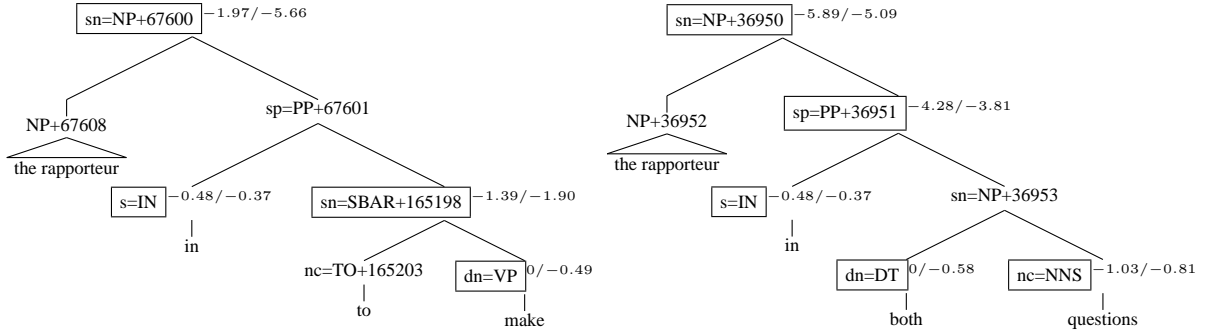 sn=NP+67600 −1.97/−5.66
NP+67608
the rapporteur
sp=PP+67601
s=IN −0.48/−0.37
in
sn=SBAR+165198 −1.39/−1.90
nc=TO+165203
to
dn=VP 0/−0.49
make
sn=NP+36950 −5.89/−5.09
NP+36952
the rapporteur
sp=PP+36951 −4.28/−3.81
s=IN −0.48/−0.37
in
sn=NP+36953
dn=DT 0/−0.58
both
nc=NNS −1.03/−0.81
questions